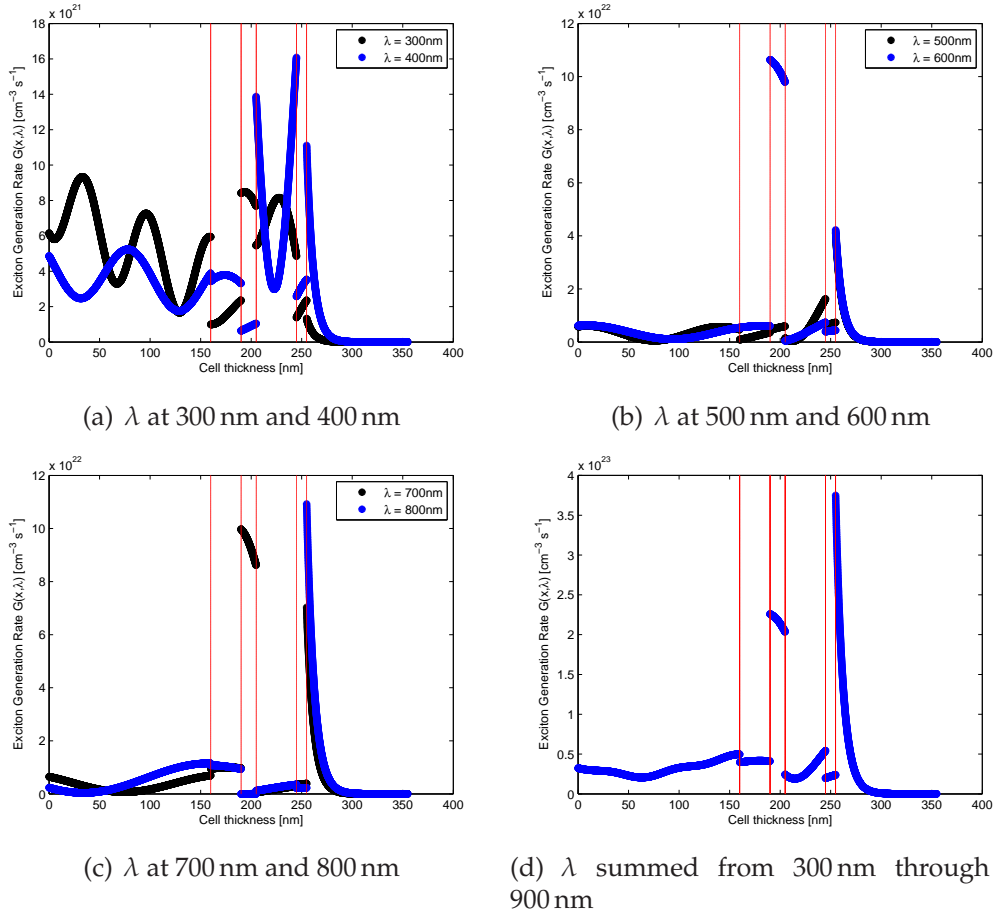 x 10^21
18
16
14
12
10
8
6
4
2
0
Exciton Generation Rate G(x,λ) [cm⁻³ s⁻¹]
0 50 100 150 200 250 300 350 400
Cell thickness [nm]
λ = 300nm
λ = 400nm
(a) λ at 300 nm and 400 nm
x 10^22
12
10
8
6
4
2
0
Exciton Generation Rate G(x,λ) [cm⁻³ s⁻¹]
0 50 100 150 200 250 300 350 400
Cell thickness [nm]
λ = 500nm
λ = 600nm
(b) λ at 500 nm and 600 nm
x 10^22
12
10
8
6
4
2
0
Exciton Generation Rate G(x,λ) [cm⁻³ s⁻¹]
0 50 100 150 200 250 300 350 400
Cell thickness [nm]
λ = 700nm
λ = 800nm
(c) λ at 700 nm and 800 nm
x 10^23
4
3.5
3
2.5
2
1.5
1
0.5
0
Exciton Generation Rate G(x,λ) [cm⁻³ s⁻¹]
0 50 100 150 200 250 300 350 400
Cell thickness [nm]
(d) λ summed from 300 nm through
900 nm